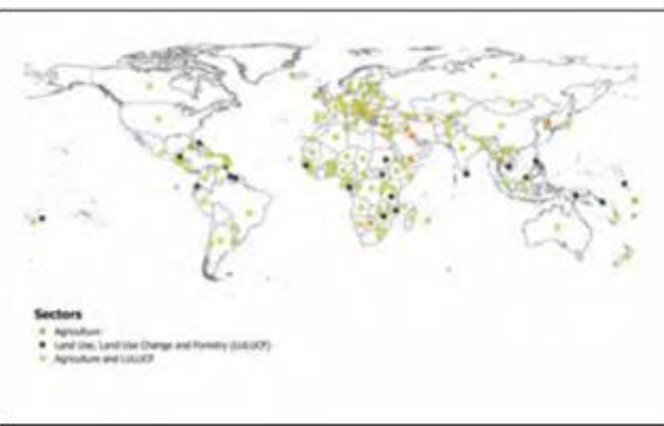 Sectors
Agriculture
Land Use, Land Use Change and Forestry (LULUCF)
Agriculture and LULUCF